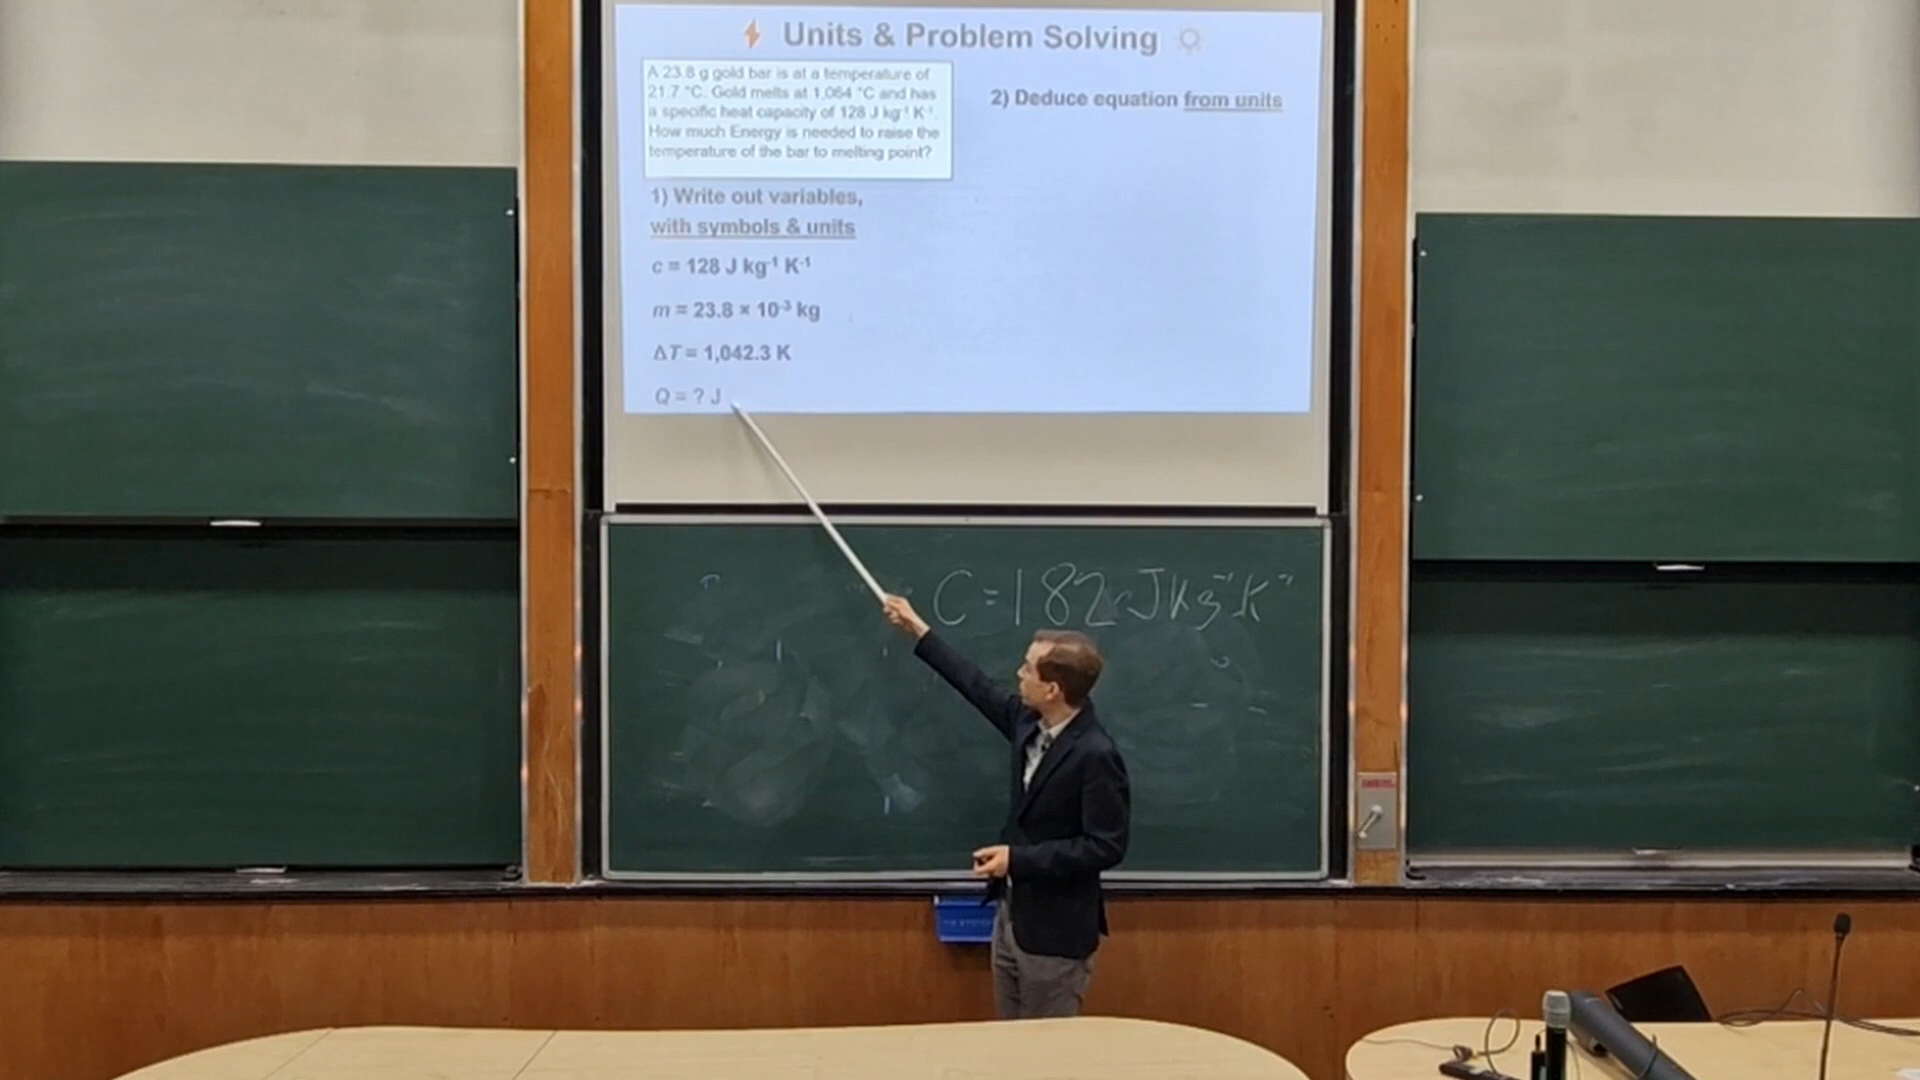 Units & Problem Solving
A 23.8 g gold bar is at a temperature of
21.7 °C. Gold melts at 1,064 °C and has
a specific heat capacity of 128 J kg⁻¹ K⁻¹.
How much Energy is needed to raise the
temperature of the bar to melting point?
1) Write out variables,
with symbols & units
c = 128 J kg⁻¹ K⁻¹
m = 23.8 × 10⁻³ kg
ΔT = 1,042.3 K
Q = ? J
2) Deduce equation from units
C = 182 J kg⁻¹ K⁻¹